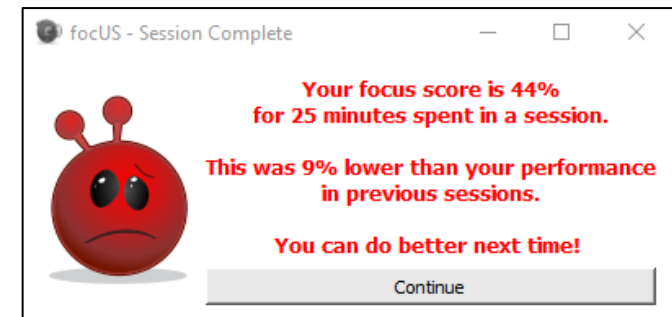 focUS - Session Complete
Your focus score is 44%
for 25 minutes spent in a session.
This was 9% lower than your performance
in previous sessions.
You can do better next time!
Continue